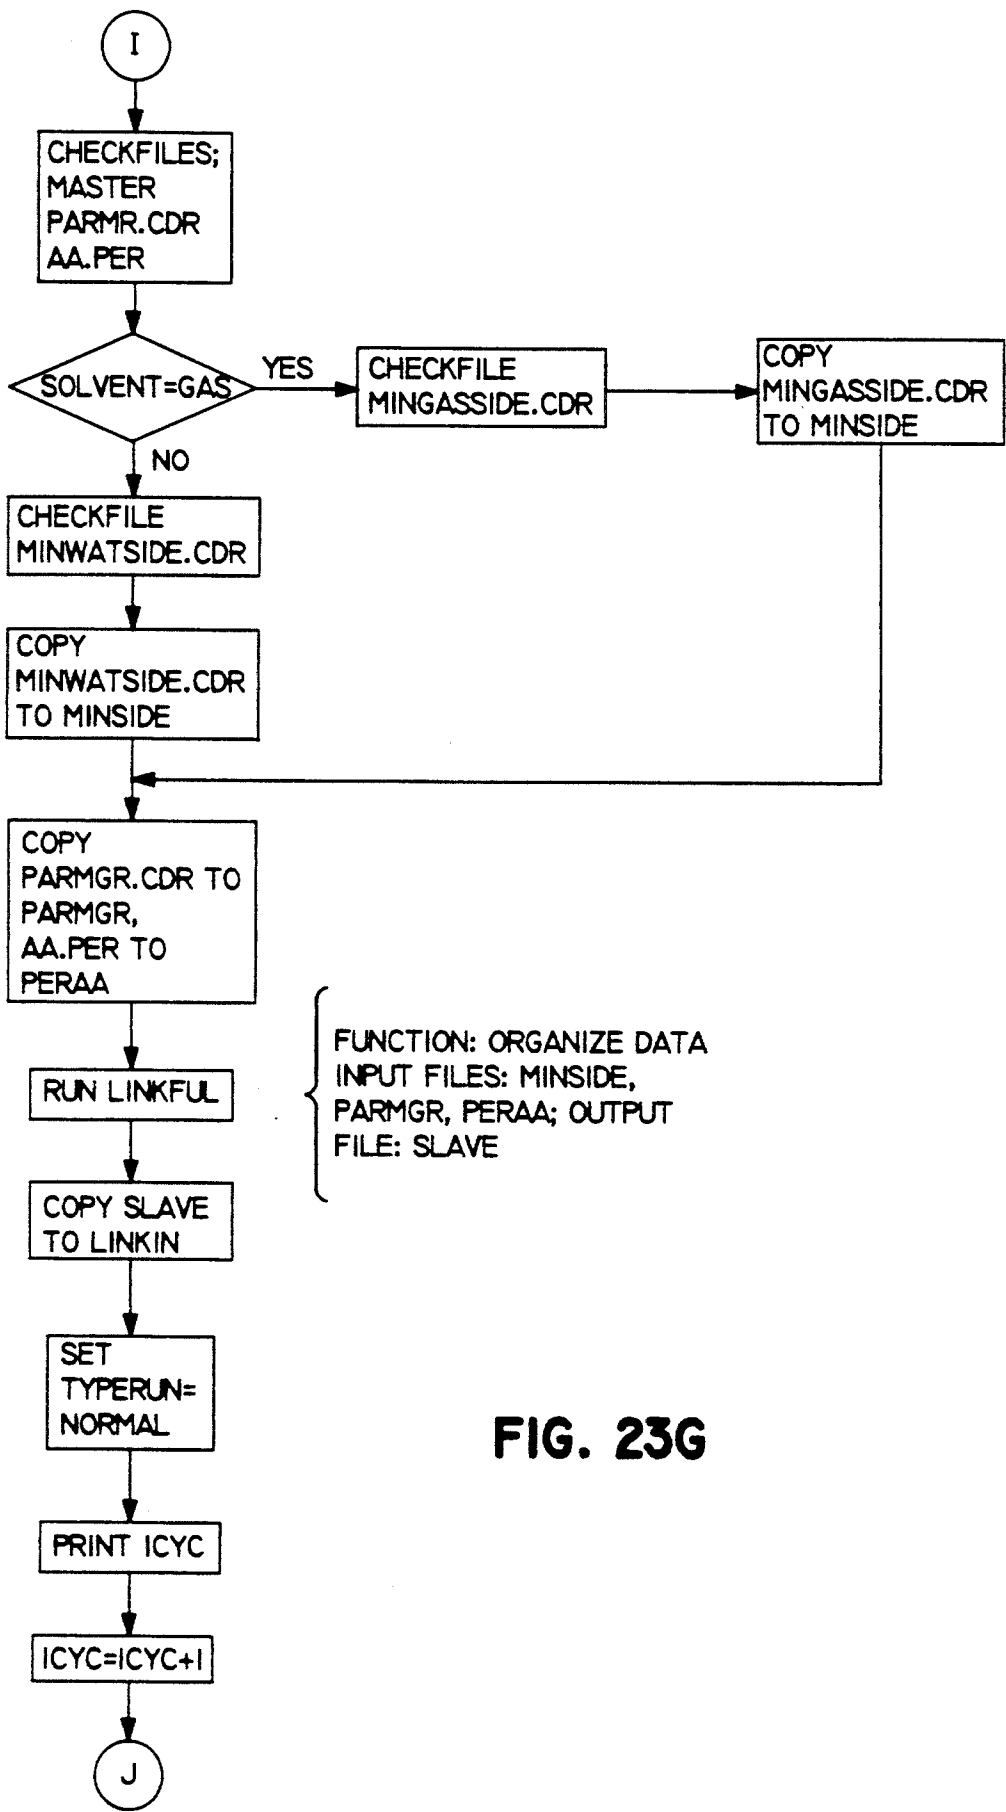 I
CHECKFILES;
MASTER
PARMR.CDR
AA.PER
SOLVENT=GAS
YES
CHECKFILE
MINGASSIDE.CDR
COPY
MINGASSIDE.CDR
TO MINSIDE
NO
CHECKFILE
MINWATSIDE.CDR
COPY
MINWATSIDE.CDR
TO MINSIDE
COPY
PARMGR.CDR TO
PARMGR,
AA.PER TO
PERAA
RUN LINKFUL
FUNCTION: ORGANIZE DATA
INPUT FILES: MINSIDE,
PARMGR, PERAA; OUTPUT
FILE: SLAVE
COPY SLAVE
TO LINKIN
SET
TYPERUN=
NORMAL
PRINT ICYC
ICYC=ICYC+1
J
FIG. 23G